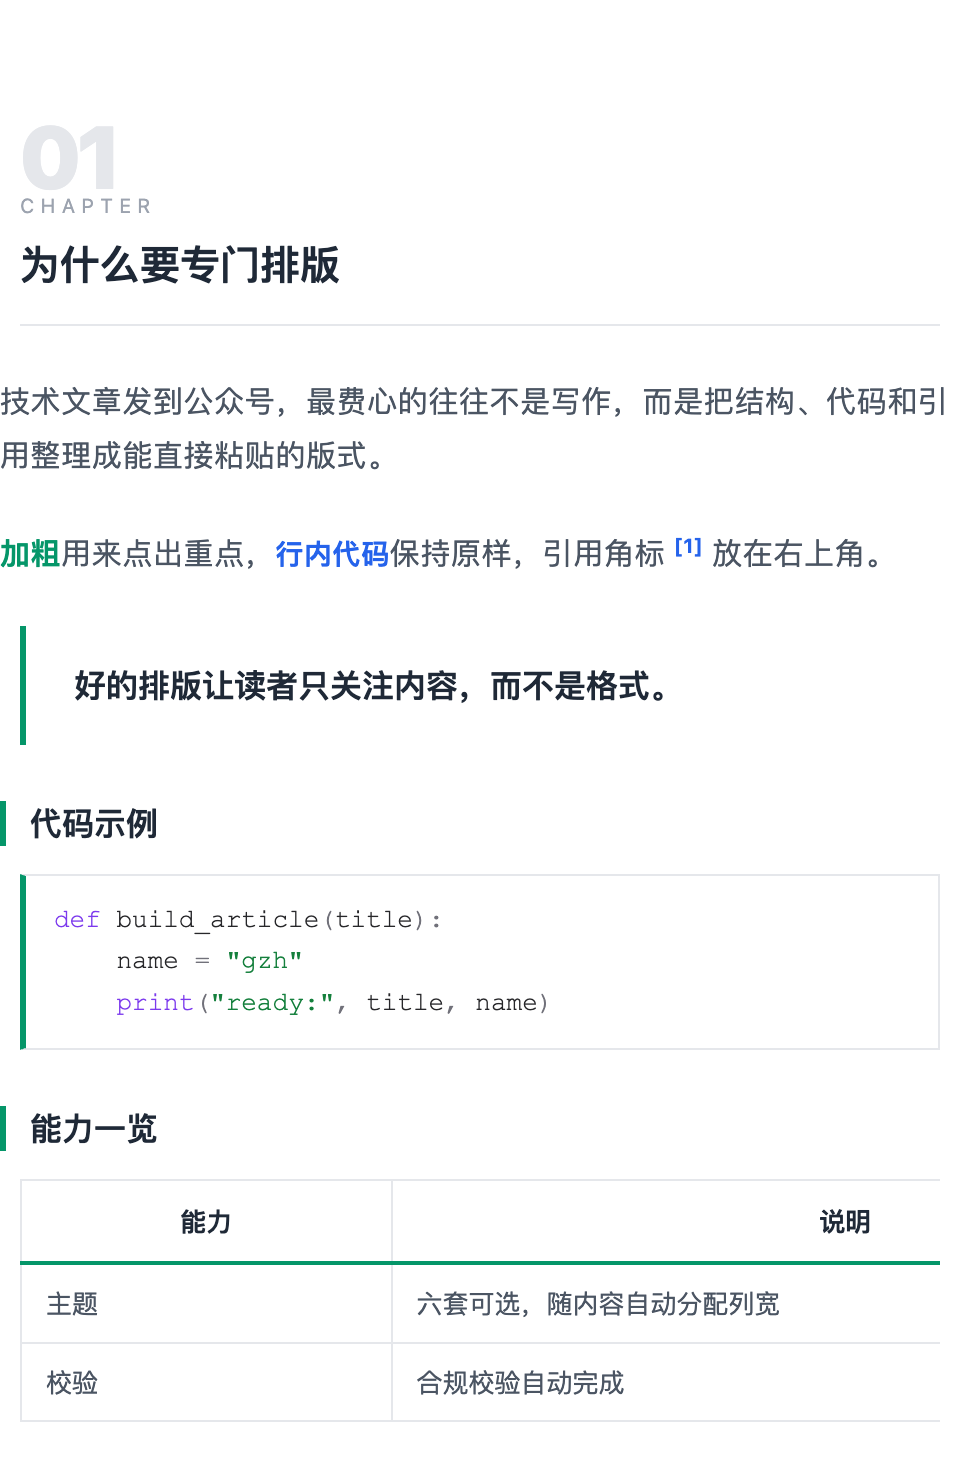 01
CHAPTER
为什么要专门排版
技术文章发到公众号，最费心的往往不是写作，而是把结构、代码和引
用整理成能直接粘贴的版式。
加粗用来点出重点，行内代码保持原样，引用角标 [1] 放在右上角。
好的排版让读者只关注内容，而不是格式。
代码示例
def build_article(title):
    name = "gzh"
    print("ready:", title, name)
能力一览
能力 说明
主题 六套可选，随内容自动分配列宽
校验 合规校验自动完成